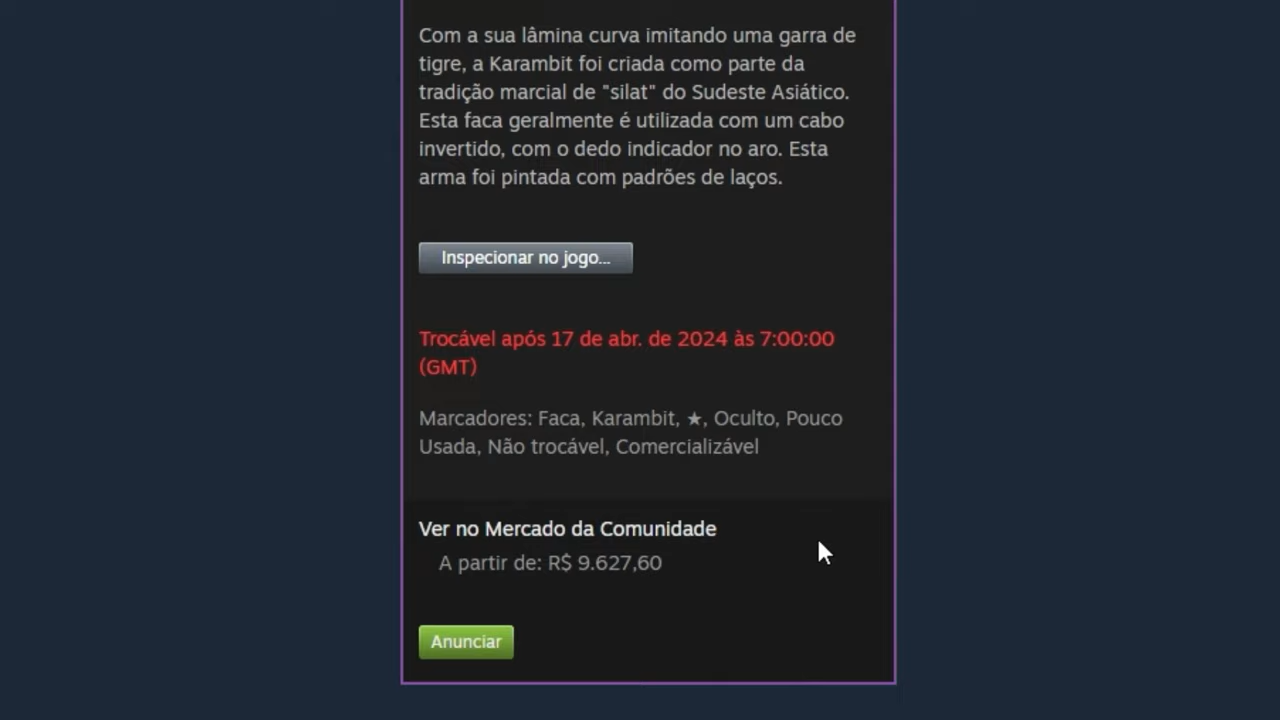 Com a sua lâmina curva imitando uma garra de
tigre, a Karambit foi criada como parte da
tradição marcial de "silat" do Sudeste Asiático.
Esta faca geralmente é utilizada com um cabo
invertido, com o dedo indicador no aro. Esta
arma foi pintada com padrões de laços.
Inspecionar no jogo...
Trocável após 17 de abr. de 2024 às 7:00:00
(GMT)
Marcadores: Faca, Karambit, ★, Oculto, Pouco
Usada, Não trocável, Comercializável
Ver no Mercado da Comunidade
A partir de: R$ 9.627,60
Anunciar